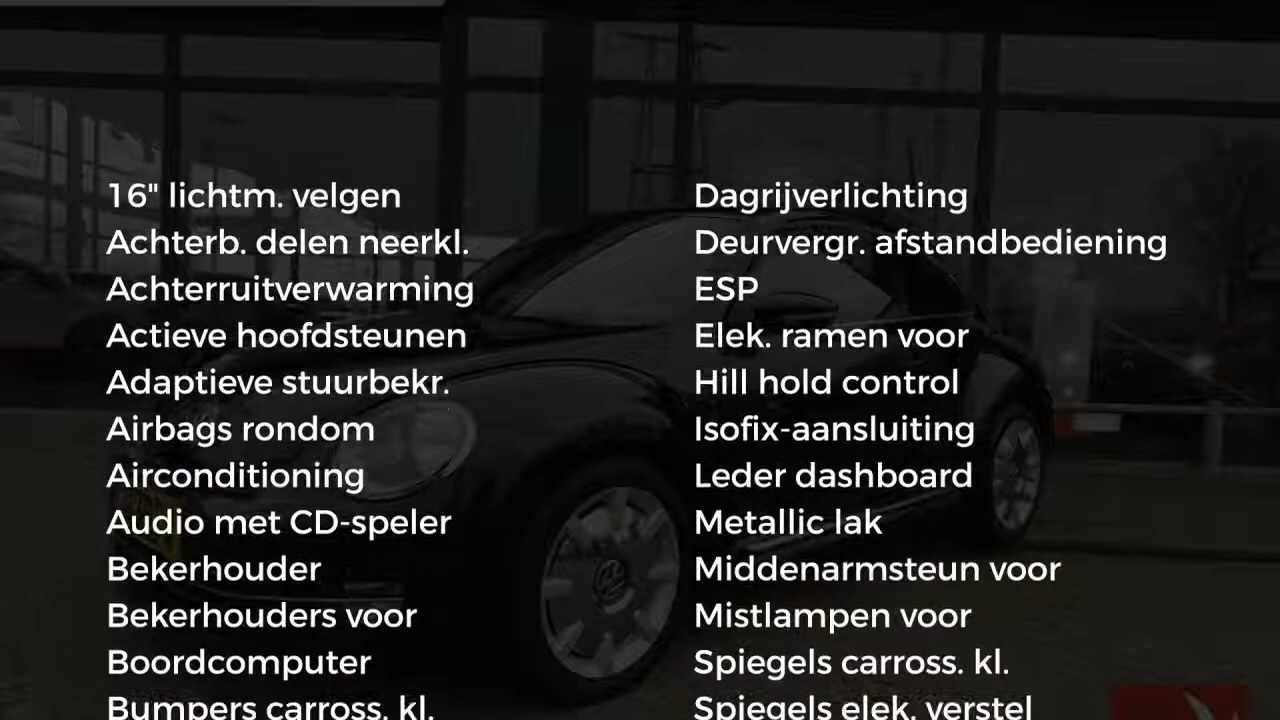 16" lichtm. velgen
Achterb. delen neerkl.
Achterruitverwarming
Actieve hoofdsteunen
Adaptieve stuurbekr.
Airbags rondom
Airconditioning
Audio met CD-speler
Bekerhouder
Bekerhouders voor
Boordcomputer
Bumpers carross. kl.
Dagrijverlichting
Deurvergr. afstandbediening
ESP
Elek. ramen voor
Hill hold control
Isofix-aansluiting
Leder dashboard
Metallic lak
Middenarmsteun voor
Mistlampen voor
Spiegels carross. kl.
Spiegels elek. verstel